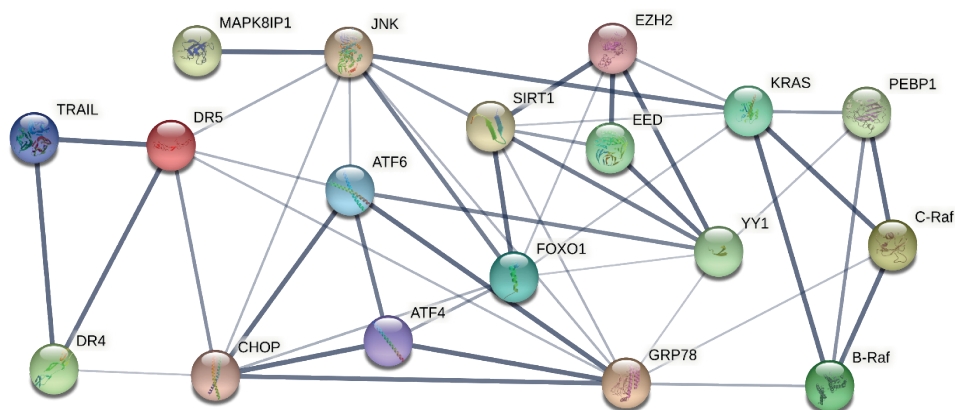 MAPK8IP1
JNK
EZH2
KRAS
PEBP1
TRAIL
DR5
SIRT1
EED
ATF6
C-Raf
FOXO1
YY1
ATF4
DR4
CHOP
GRP78
B-Raf